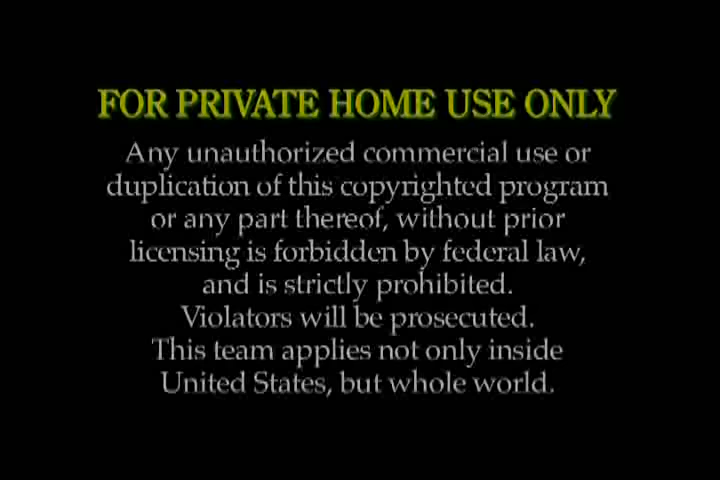 FOR PRIVATE HOME USE ONLY
Any unauthorized commercial use or
duplication of this copyrighted program
or any part thereof, without prior
licensing is forbidden by federal law,
and is strictly prohibited.
Violators will be prosecuted.
This team applies not only inside
United States, but whole world.